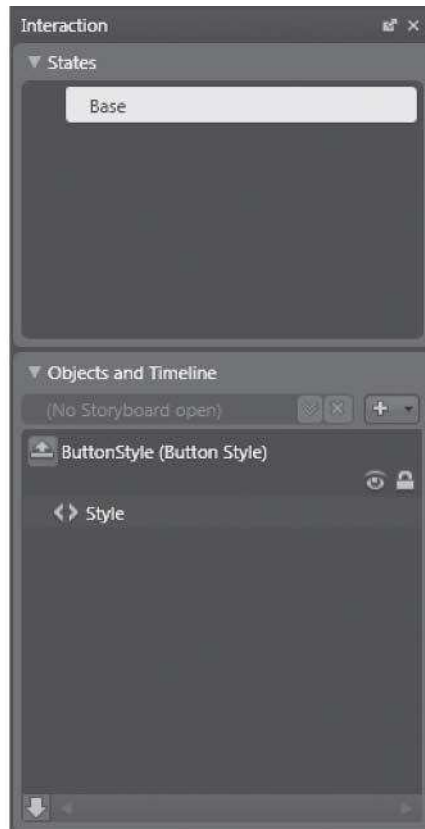 Interaction
States
Base
Objects and Timeline
(No Storyboard open)
ButtonStyle (Button Style)
Style